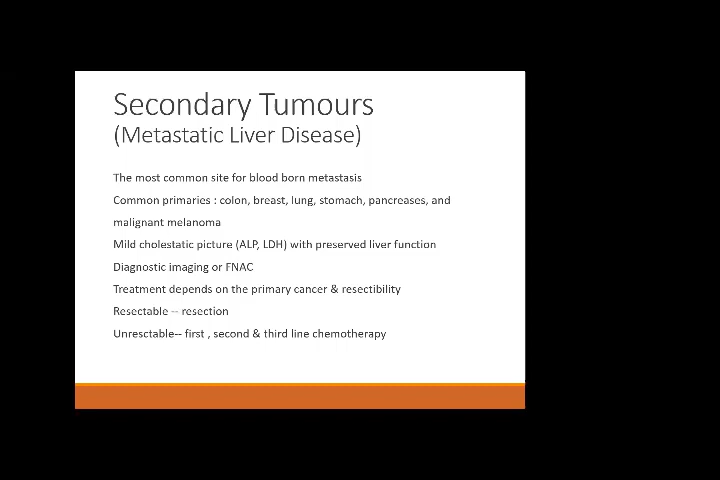 Secondary Tumours
(Metastatic Liver Disease)
The most common site for blood born metastasis
Common primaries : colon, breast, lung, stomach, pancreases, and
malignant melanoma
Mild cholestatic picture (ALP, LDH) with preserved liver function
Diagnostic imaging or FNAC
Treatment depends on the primary cancer & resectibility
Resectable -- resection
Unresctable-- first , second & third line chemotherapy